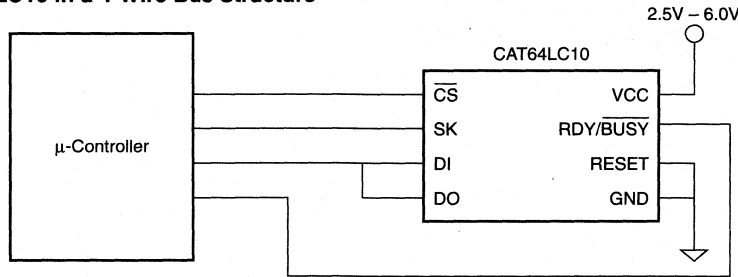 in a 4-wire Bus Structure
2.5V – 6.0V
CAT64LC10
μ-Controller
CS VCC
SK RDY/BUSY
DI RESET
DO GND